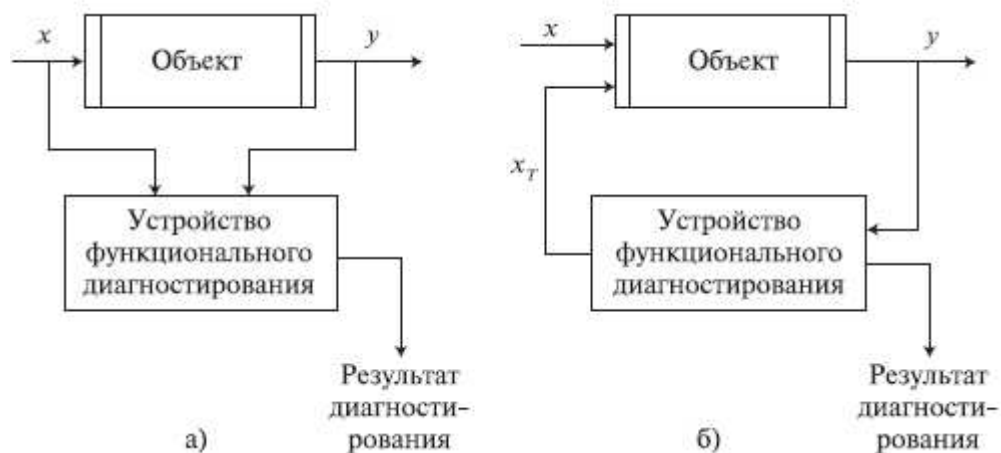 x
Объект
y
Устройство
функционального
диагностирования
Результат
диагности-
рования
а)
x
Объект
y
x_T
Устройство
функционального
диагностирования
Результат
диагности-
рования
б)